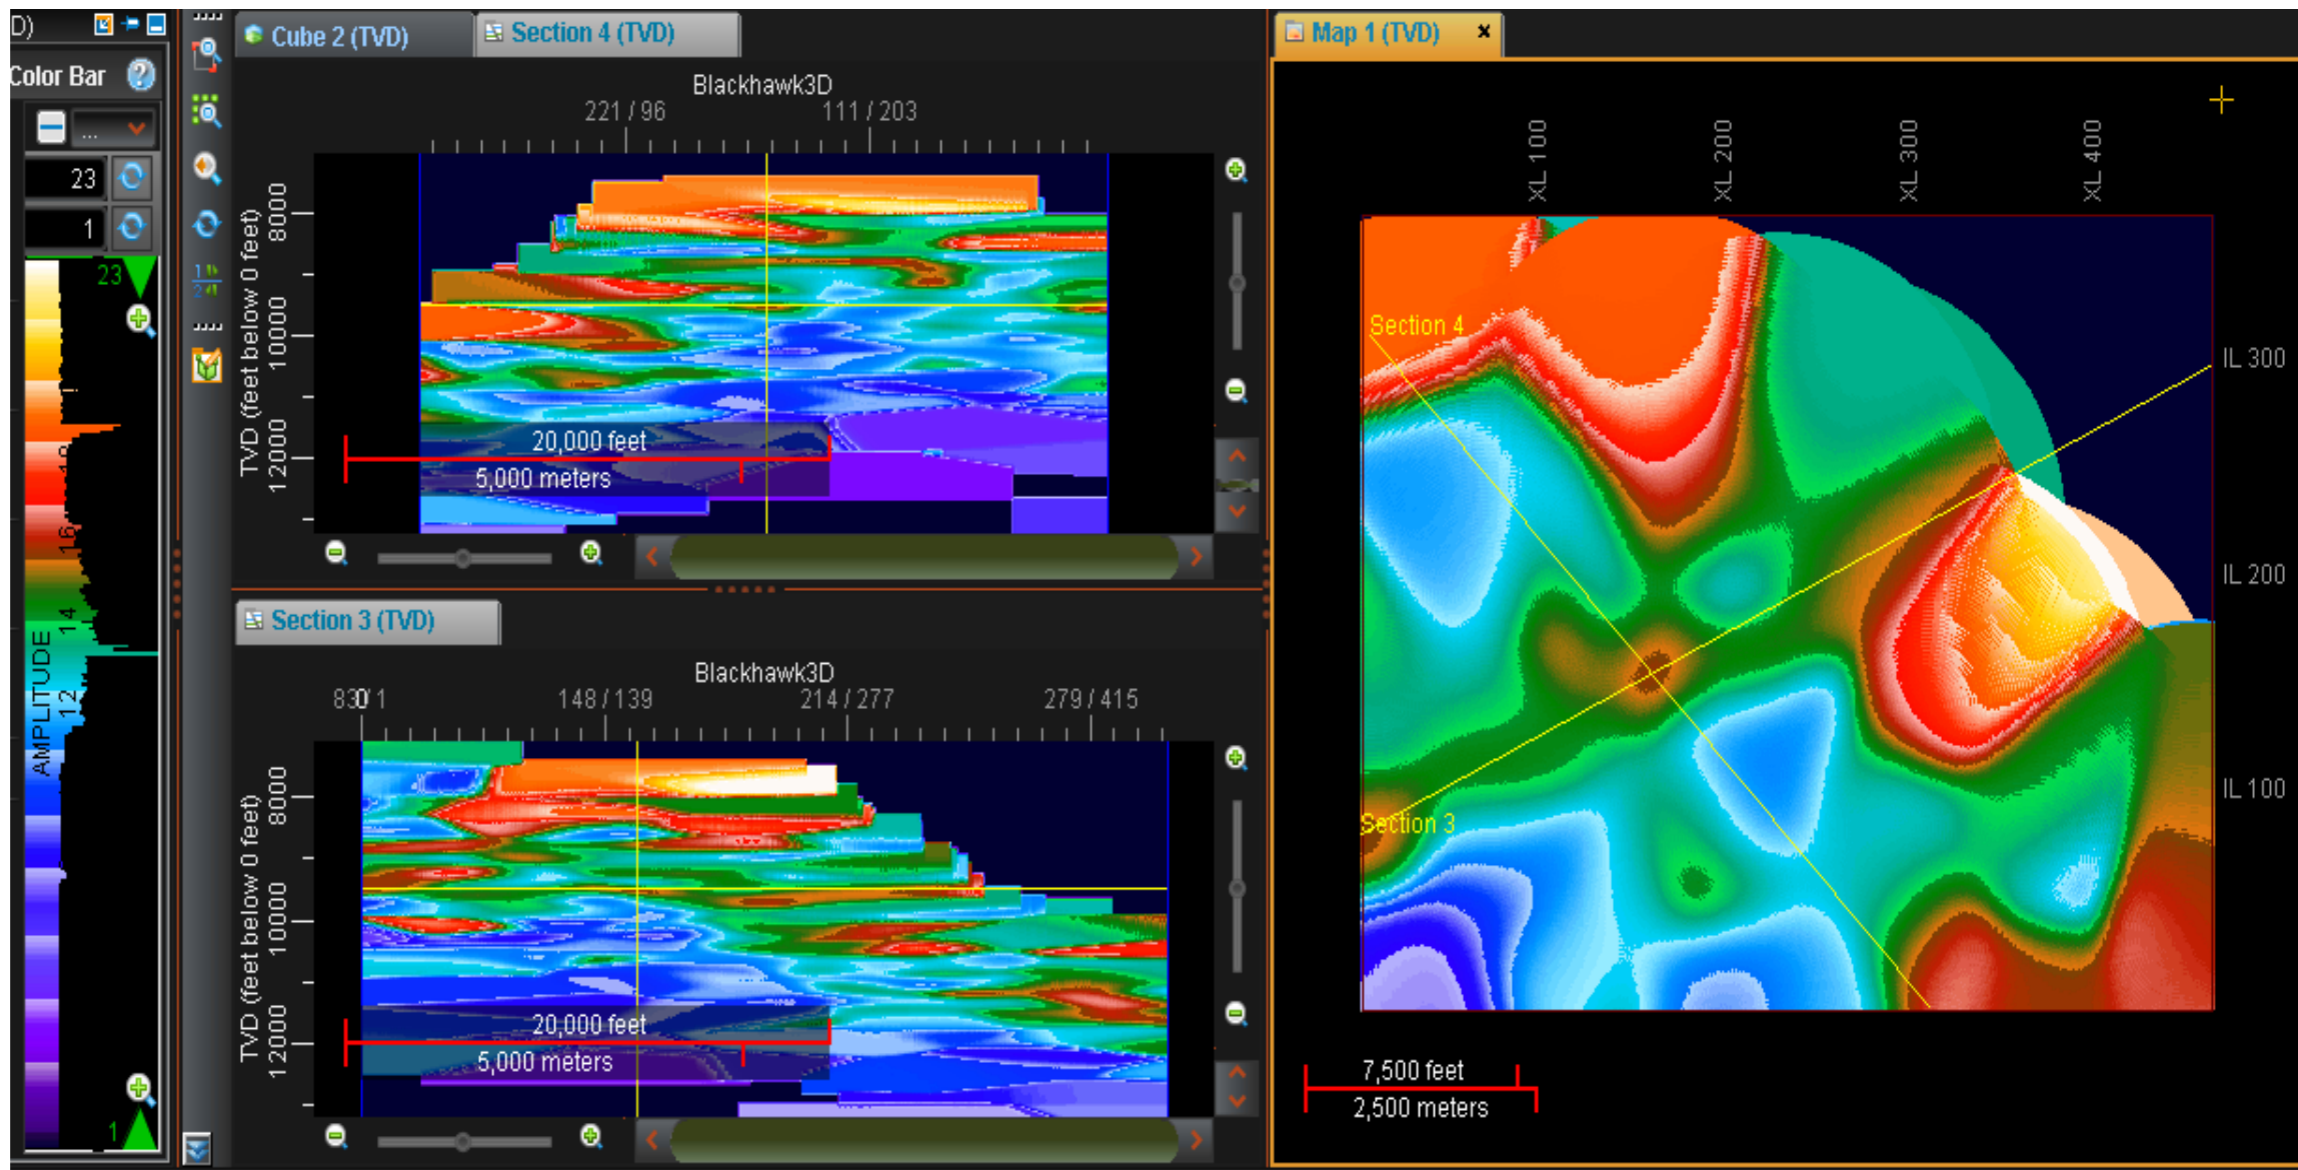 D)
Color Bar
...
23
1
23
18
16
14
12
AMPLITUDE
1
Cube 2 (TVD)
Section 4 (TVD)
Blackhawk3D
221 / 96
111 / 203
TVD (feet below 0 feet)
8000
10000
12000
20,000 feet
5,000 meters
Section 3 (TVD)
Blackhawk3D
148 / 139
214 / 277
279 / 415
TVD (feet below 0 feet)
8000
10000
12000
20,000 feet
5,000 meters
Map 1 (TVD)
XL 100
XL 200
XL 300
XL 400
Section 4
IL 300
IL 200
IL 100
Section 3
7,500 feet
2,500 meters